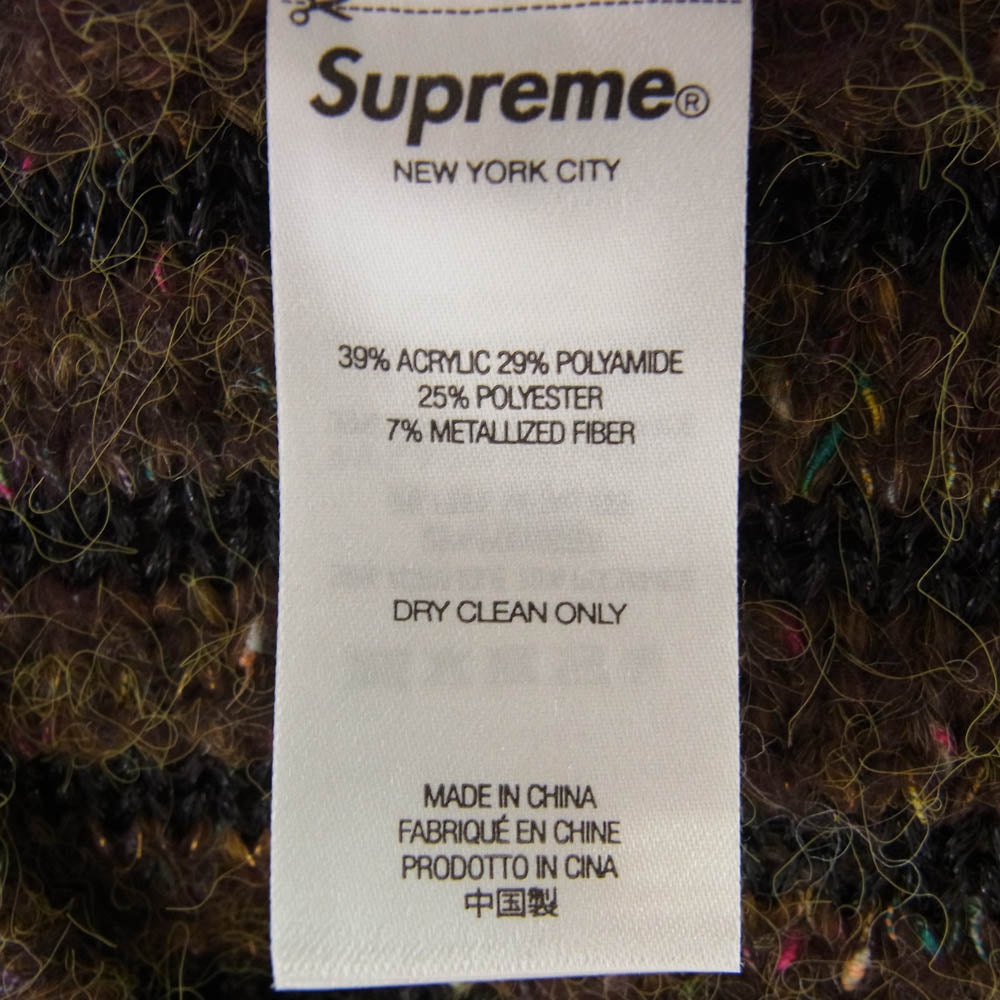 Supreme®
NEW YORK CITY
39% ACRYLIC 29% POLYAMIDE
25% POLYESTER
7% METALLIZED FIBER
DRY CLEAN ONLY
MADE IN CHINA
FABRIQUÉ EN CHINE
PRODOTTO IN CINA
中国製